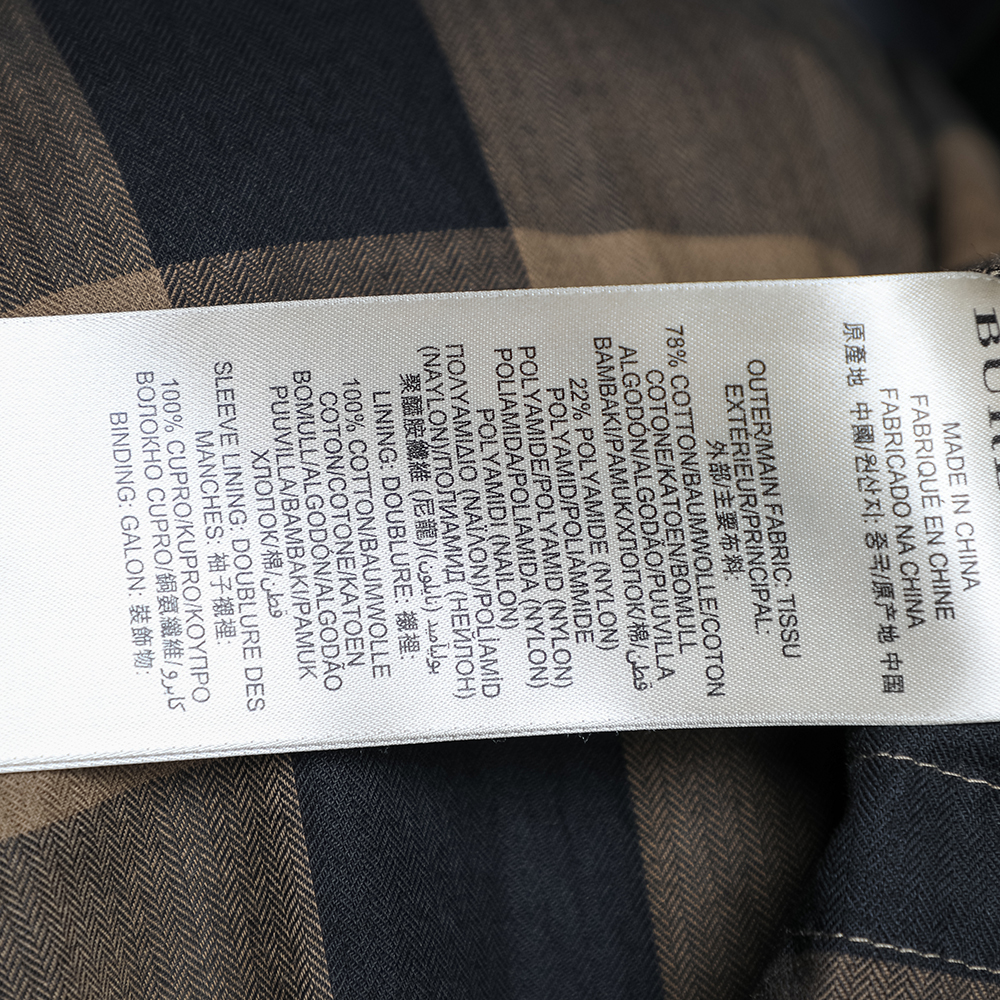 MADE IN CHINA
FABRIQUÉ EN CHINE
FABRICADO NA CHINA
原產地 中國/원산지: 중국/原产地 中国
OUTER/MAIN FABRIC: TISSU
EXTÉRIEUR/PRINCIPAL:
外部/主要布料:
78% COTTON/BAUMWOLLE/COTON
COTONE/KATOEN/BOMULL
ALGODÓN/ALGODÃO/PUUVILLA
BAMBAKI/PAMUK/ХЛОПОК/棉/قطن
22% POLYAMIDE (NYLON)
POLYAMID/POLIAMMIDE
POLYAMIDE/POLYAMID (NYLON)
POLIAMIDA/POLIAMIDA (NYLON)
POLYAMIDI (NAILON)
ΠΟΛΥΑΜΙΔΙΟ (ΝΑΪΛΟΝ)/POLİAMİD
(NAYLON)/ПОЛИАМИД (НЕЙЛОН)
聚醯胺纖維 (尼龍)/(نايلون) بولياميد
LINING: DOUBLURE: 襯裡:
100% COTTON/BAUMWOLLE
COTON/COTONE/KATOEN
BOMULL/ALGODÓN/ALGODÃO
PUUVILLA/BAMBAKI/PAMUK
ХЛОПОК/棉/قطن
SLEEVE LINING: DOUBLURE DES
MANCHES: 袖子襯裡:
100% CUPRO/KUPRO/ΚΟΥΠΡΟ
ВОЛОКНО CUPRO/銅氨纖維/كابرو
BINDING: GALON: 裝飾物: